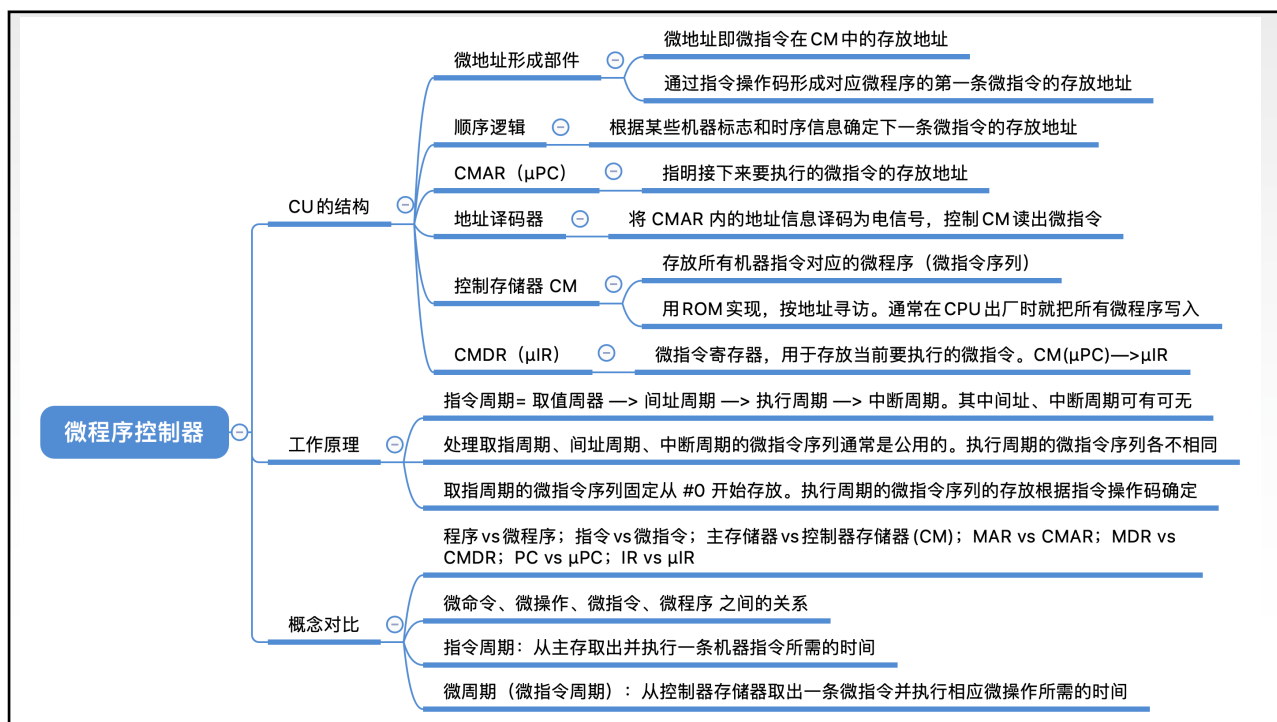 微程序控制器
CU的结构
微地址形成部件
微地址即微指令在CM中的存放地址
通过指令操作码形成对应微程序的第一条微指令的存放地址
顺序逻辑
根据某些机器标志和时序信息确定下一条微指令的存放地址
CMAR（μPC）
指明接下来要执行的微指令的存放地址
地址译码器
将 CMAR 内的地址信息译码为电信号，控制CM读出微指令
控制存储器 CM
存放所有机器指令对应的微程序（微指令序列）
用ROM实现，按地址寻访。通常在CPU出厂时就把所有微程序写入
CMDR（μIR）
微指令寄存器，用于存放当前要执行的微指令。CM(μPC)—>μIR
工作原理
指令周期= 取值周器 —> 间址周期 —> 执行周期 —> 中断周期。其中间址、中断周期可有可无
处理取指周期、间址周期、中断周期的微指令序列通常是公用的。执行周期的微指令序列各不相同
取指周期的微指令序列固定从 #0 开始存放。执行周期的微指令序列的存放根据指令操作码确定
概念对比
程序vs微程序；指令vs微指令；主存储器vs控制器存储器(CM)；MAR vs CMAR；MDR vs
CMDR；PC vs μPC；IR vs μIR
微命令、微操作、微指令、微程序 之间的关系
指令周期：从主存取出并执行一条机器指令所需的时间
微周期（微指令周期）：从控制器存储器取出一条微指令并执行相应微操作所需的时间